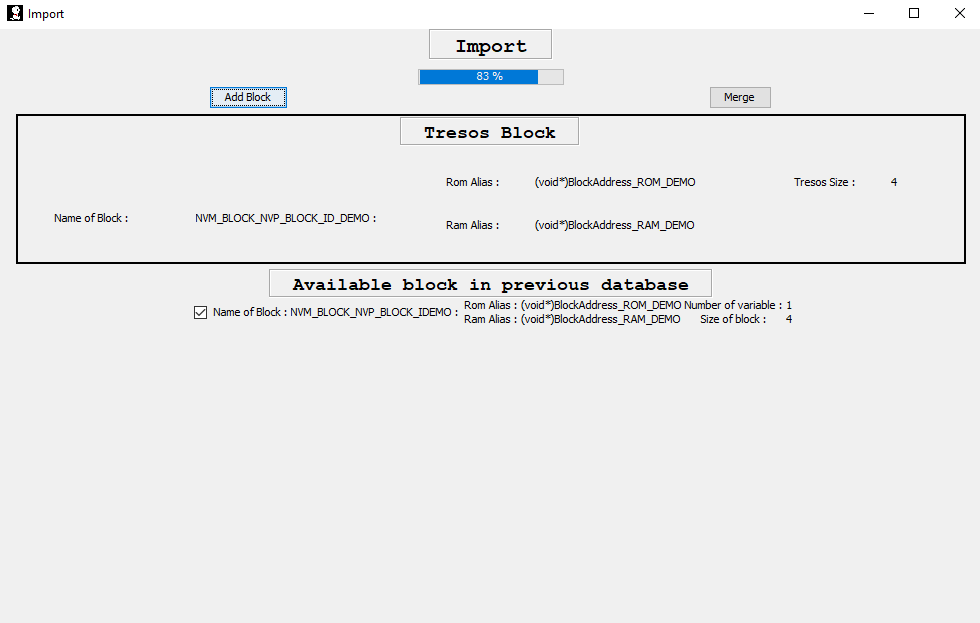 Import
Import
83 %
Add Block
Merge
Tresos Block
Rom Alias : (void*)BlockAddress_ROM_DEMO Tresos Size : 4
Name of Block : NVM_BLOCK_NVP_BLOCK_ID_DEMO :
Ram Alias : (void*)BlockAddress_RAM_DEMO
Available block in previous database
Rom Alias : (void*)BlockAddress_ROM_DEMO Number of variable : 1
Name of Block : NVM_BLOCK_NVP_BLOCK_IDEMO :
Ram Alias : (void*)BlockAddress_RAM_DEMO Size of block : 4